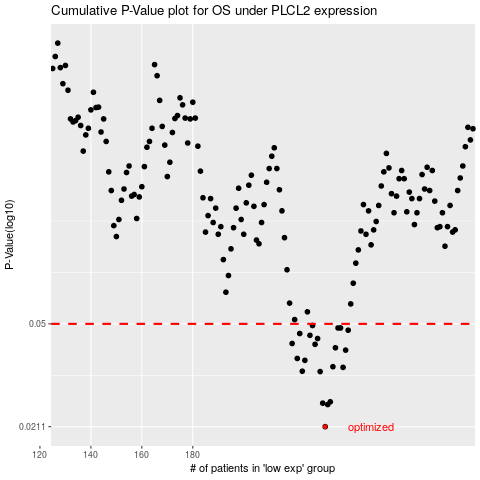 Cumulative P-Value plot for OS under PLCL2 expression
P-Value(log10)
0.05
0.0211
optimized
120 140 160 180
# of patients in 'low exp' group